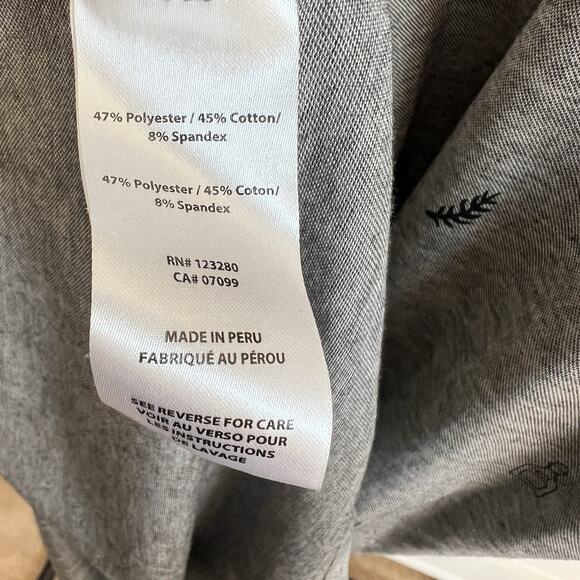 47% Polyester / 45% Cotton/
8% Spandex
47% Polyester / 45% Coton/
8% Spandex
RN# 123280
CA# 07099
MADE IN PERU
FABRIQUÉ AU PÉROU
SEE REVERSE FOR CARE
VOIR AU VERSO POUR
LES INSTRUCTIONS
DE LAVAGE